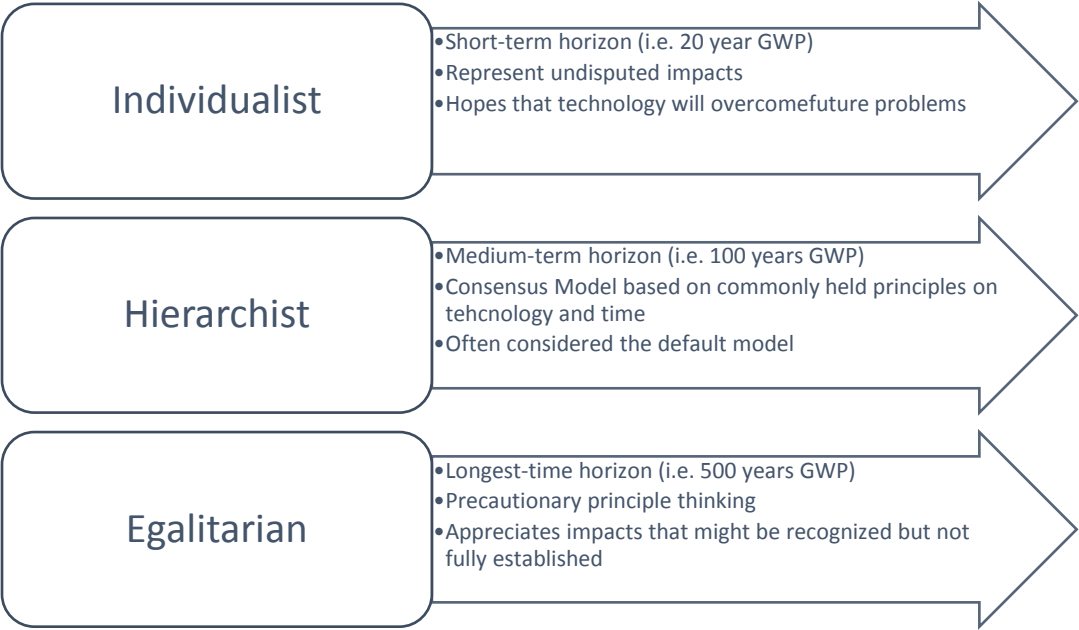 Individualist
•Short-term horizon (i.e. 20 year GWP)
•Represent undisputed impacts
•Hopes that technology will overcomefuture problems
Hierarchist
•Medium-term horizon (i.e. 100 years GWP)
•Consensus Model based on commonly held principles on
tehcnology and time
•Often considered the default model
Egalitarian
•Longest-time horizon (i.e. 500 years GWP)
•Precautionary principle thinking
•Appreciates impacts that might be recognized but not
fully established